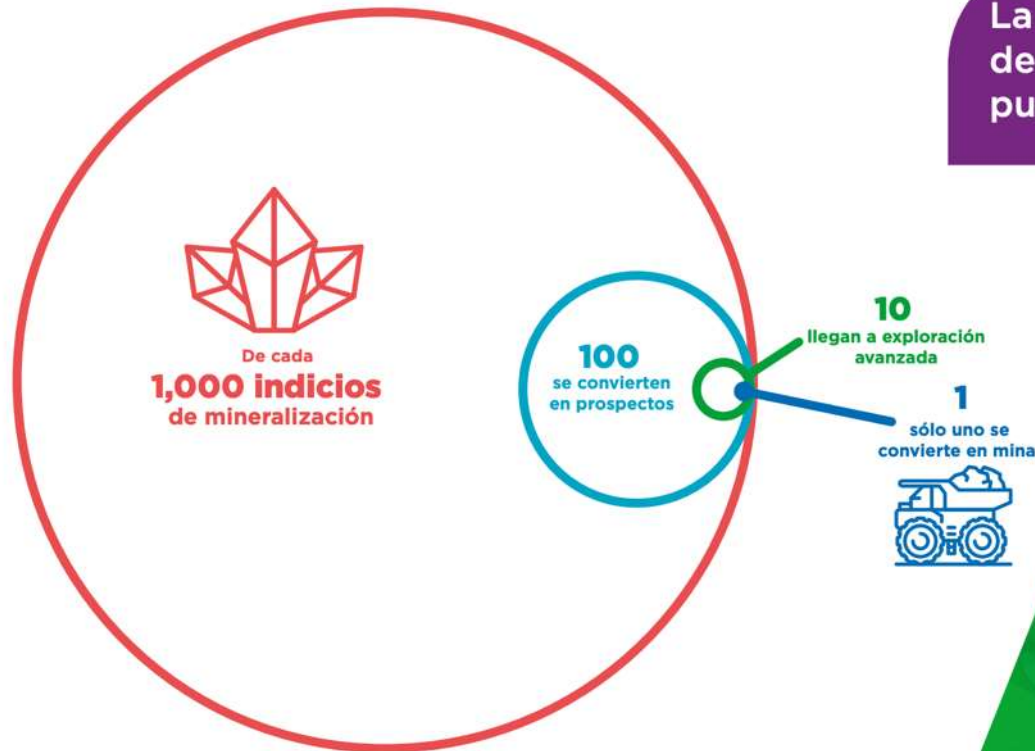 La
de
pu
De cada
1,000 indicios
de mineralización
100
se convierten
en prospectos
10
llegan a exploración
avanzada
1
sólo uno se
convierte en mina